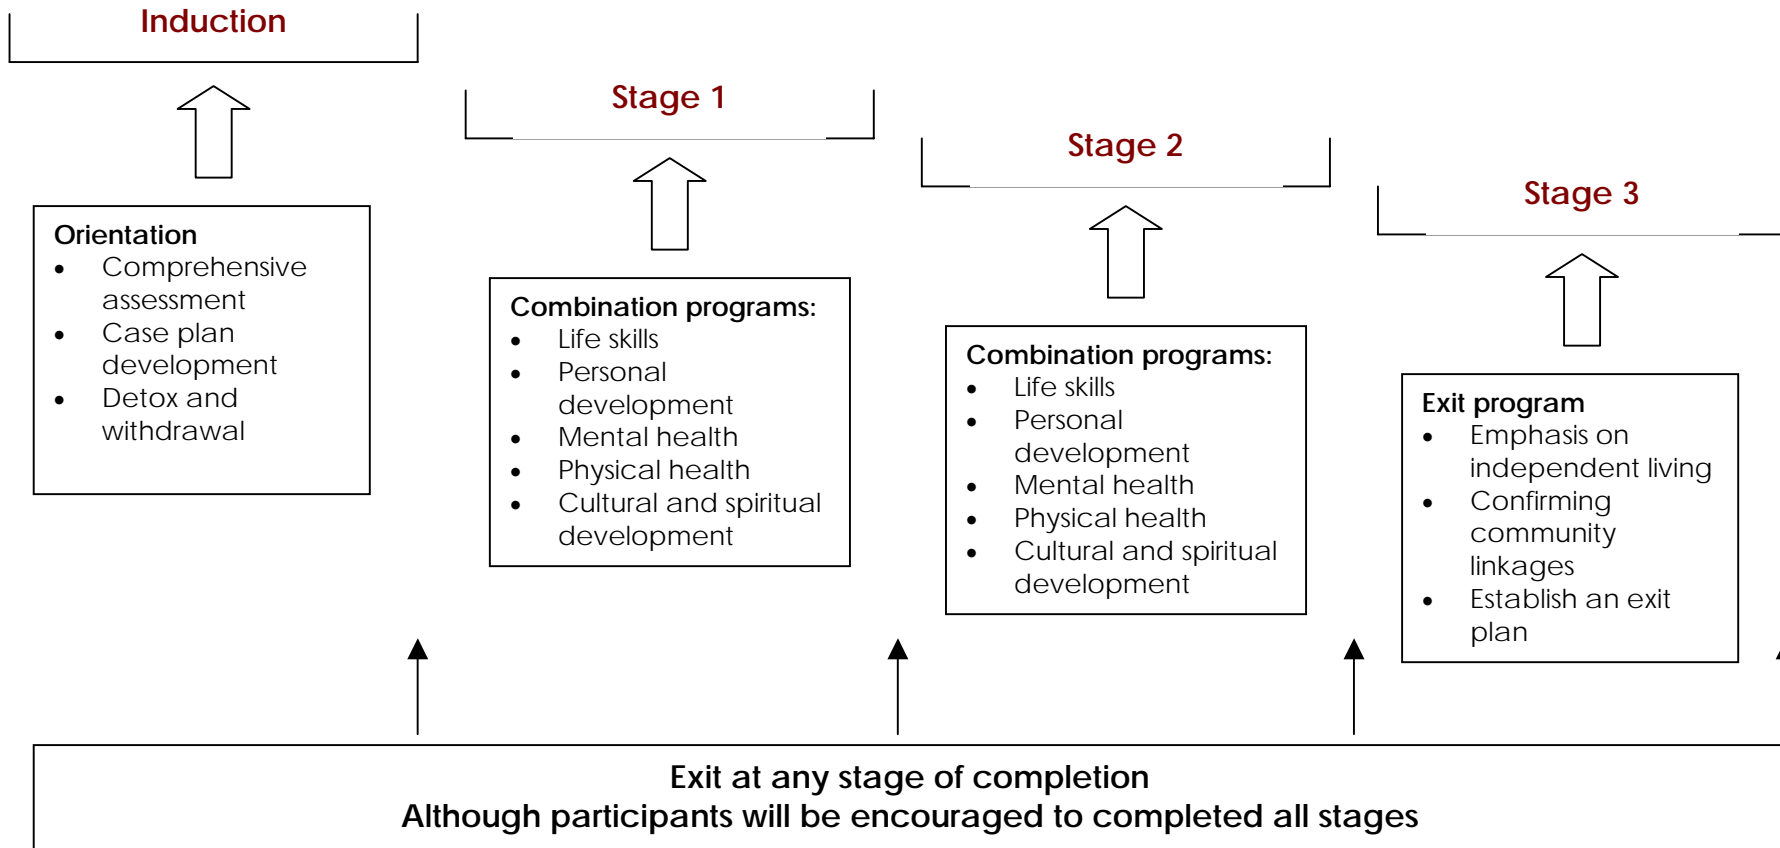 Induction
Stage 1
Stage 2
Stage 3
Orientation
• Comprehensive
assessment
• Case plan
development
• Detox and
withdrawal
Combination programs:
• Life skills
• Personal
development
• Mental health
• Physical health
• Cultural and spiritual
development
Combination programs:
• Life skills
• Personal
development
• Mental health
• Physical health
• Cultural and spiritual
development
Exit program
• Emphasis on
independent living
• Confirming
community
linkages
• Establish an exit
plan
Exit at any stage of completion
Although participants will be encouraged to completed all stages